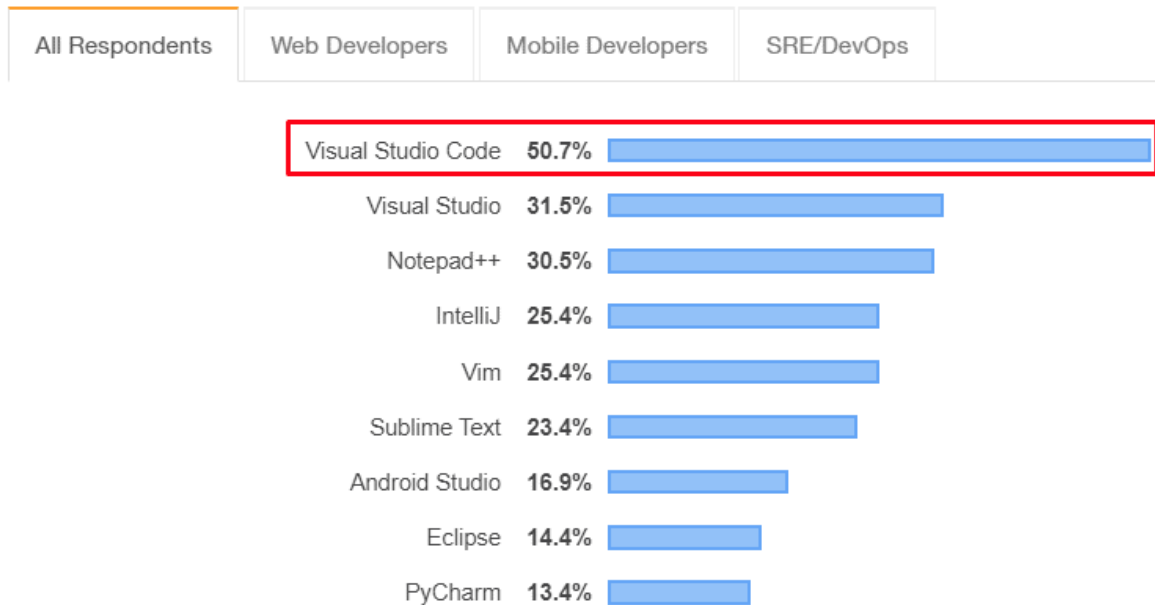 All Respondents Web Developers Mobile Developers SRE/DevOps
Visual Studio Code 50.7%
Visual Studio 31.5%
Notepad++ 30.5%
IntelliJ 25.4%
Vim 25.4%
Sublime Text 23.4%
Android Studio 16.9%
Eclipse 14.4%
PyCharm 13.4%